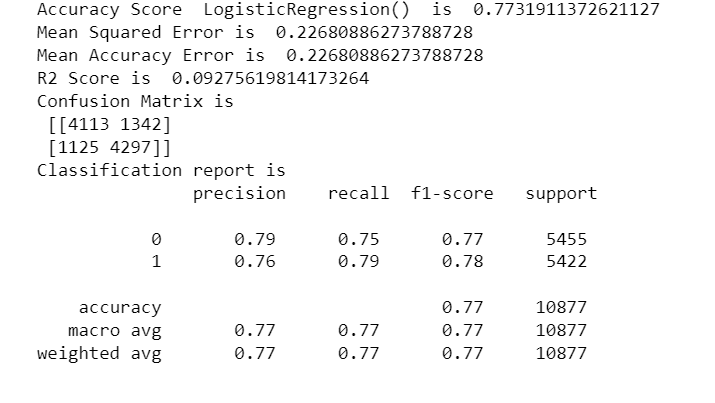 Accuracy Score  LogisticRegression()  is  0.7731911372621127
Mean Squared Error is  0.22680886273788728
Mean Accuracy Error is  0.22680886273788728
R2 Score is  0.09275619814173264
Confusion Matrix is
[[4113 1342]
[1125 4297]]
Classification report is
precision    recall  f1-score   support
0       0.79      0.75      0.77      5455
1       0.76      0.79      0.78      5422
accuracy                           0.77     10877
macro avg       0.77      0.77      0.77     10877
weighted avg       0.77      0.77      0.77     10877